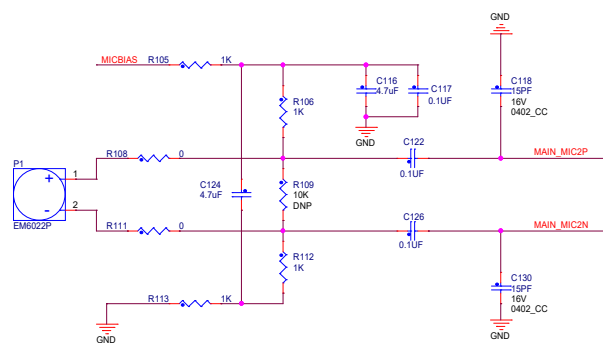 GND
MICBIAS R105 1K
C116
4.7uF
C117
0.1UF
C118
15PF
16V
0402_CC
R106
1K
GND
R108 0
C122
0.1UF
MAIN_MIC2P
P1
1
+
-
2
EM6022P
C124
4.7uF
R109
10K
DNP
R111 0
C126
0.1UF
MAIN_MIC2N
R112
1K
C130
15PF
16V
0402_CC
R113 1K
GND
GND